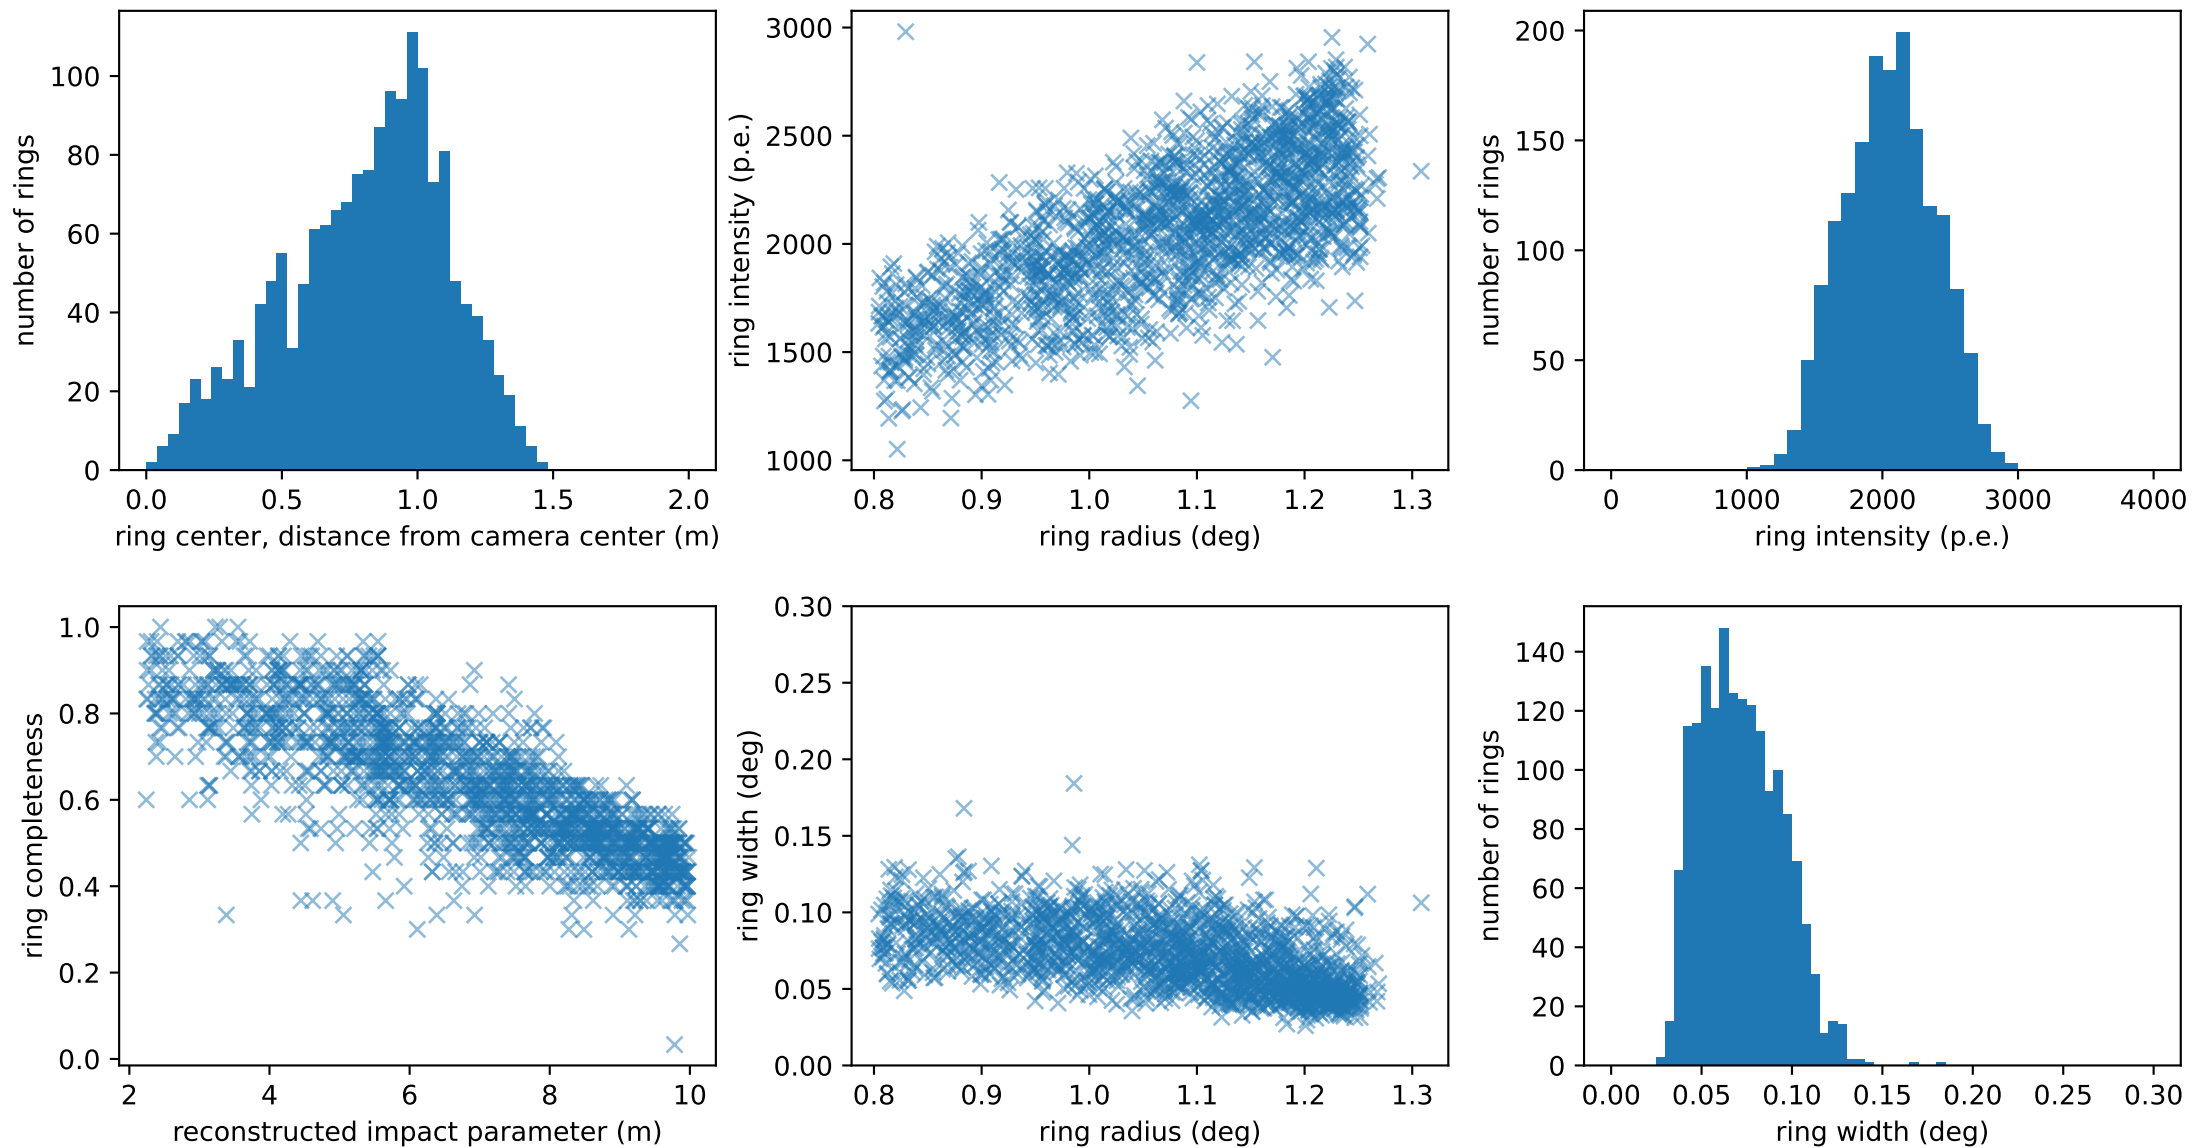 number of rings
100
80
60
40
20
0
0.0 0.5 1.0 1.5 2.0
ring center, distance from camera center (m)
ring intensity (p.e.)
3000
2500
2000
1500
1000
0.8 0.9 1.0 1.1 1.2 1.3
ring radius (deg)
number of rings
200
150
100
50
0
0 1000 2000 3000 4000
ring intensity (p.e.)
ring completeness
1.0
0.8
0.6
0.4
0.2
0.0
2 4 6 8 10
reconstructed impact parameter (m)
ring width (deg)
0.30
0.25
0.20
0.15
0.10
0.05
0.00
0.8 0.9 1.0 1.1 1.2 1.3
ring radius (deg)
number of rings
140
120
100
80
60
40
20
0
0.00 0.05 0.10 0.15 0.20 0.25 0.30
ring width (deg)